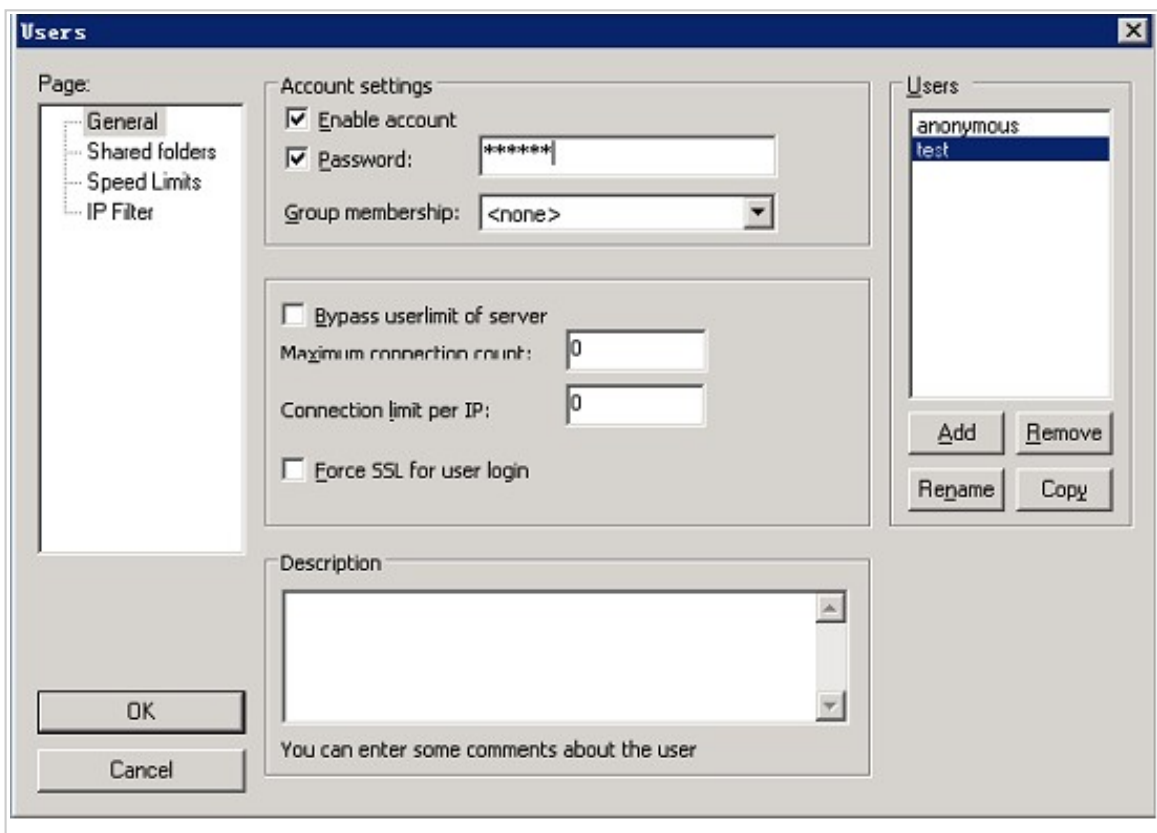 Users
Page:
General
Shared folders
Speed Limits
IP Filter
OK
Cancel
Account settings
Enable account
Password:
******
Group membership:
<none>
Bypass userlimit of server
Maximum connection count:
0
Connection limit per IP:
0
Force SSL for user login
Description
You can enter some comments about the user
Users
anonymous
test
Add
Remove
Rename
Copy